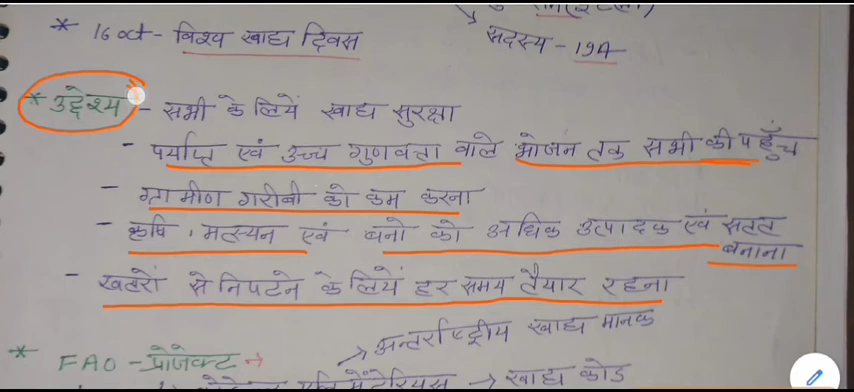 * 16 oct - विश्व खाद्य दिवस
सदस्य - 194
* उद्देश्य - सभी के लिये खाद्य सुरक्षा
- पर्याप्त एवं उच्च गुणवत्ता वाले भोजन तक सभी की पहुँच
- ग्रामीण गरीबी को कम करना
- कृषि, मत्स्यन एवं वनो को अधिक उत्पादक एवं सतत
बनाना
- खतरों से निपटने के लिये हर समय तैयार रहना
* FAO - प्रोजेक्ट → 
→ अन्तर्राष्ट्रीय खाद्य मानक
→ खाद्य कोड